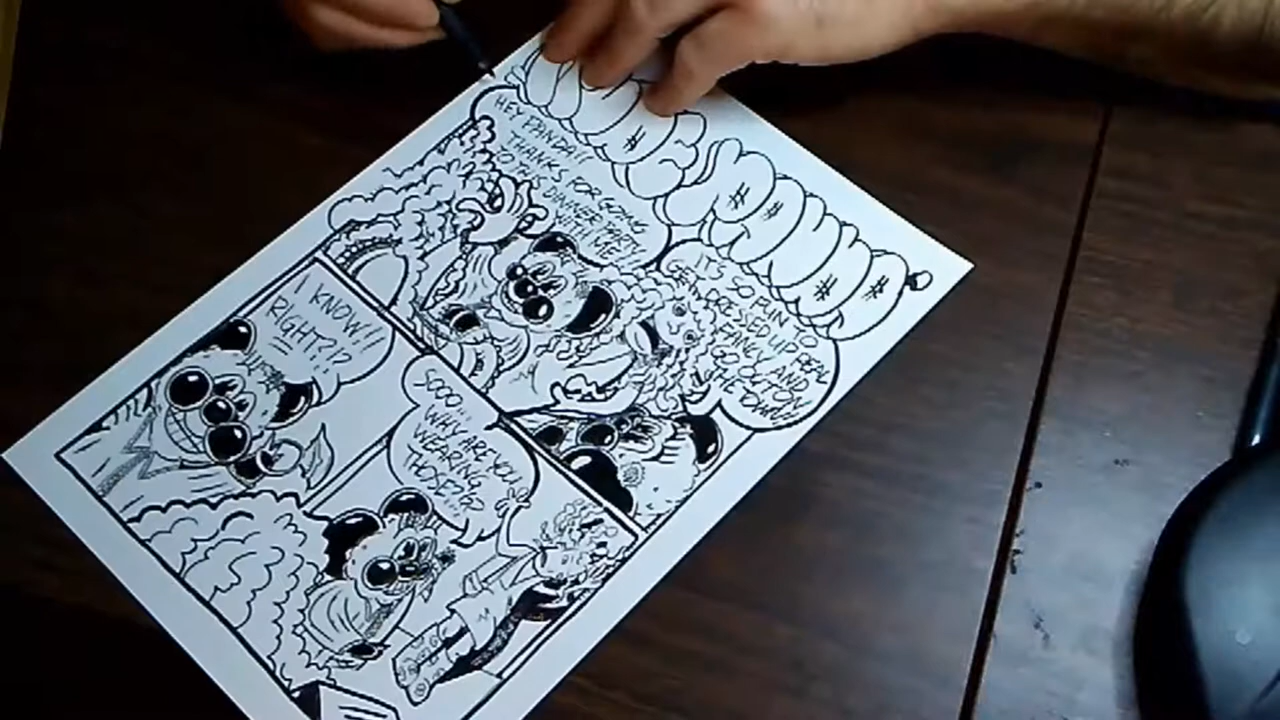 HEY PANDA!!
THANKS FOR GOING
TO THIS DINNER PARTY
WITH ME
IT'S SO FUN TO
GET DRESSED UP REAL
FANCY AND
GO OUT ON
THE TOWN!!
I KNOW!!
RIGHT?!?
SOOO...
WHY ARE YOU
WEARING
THOSE?